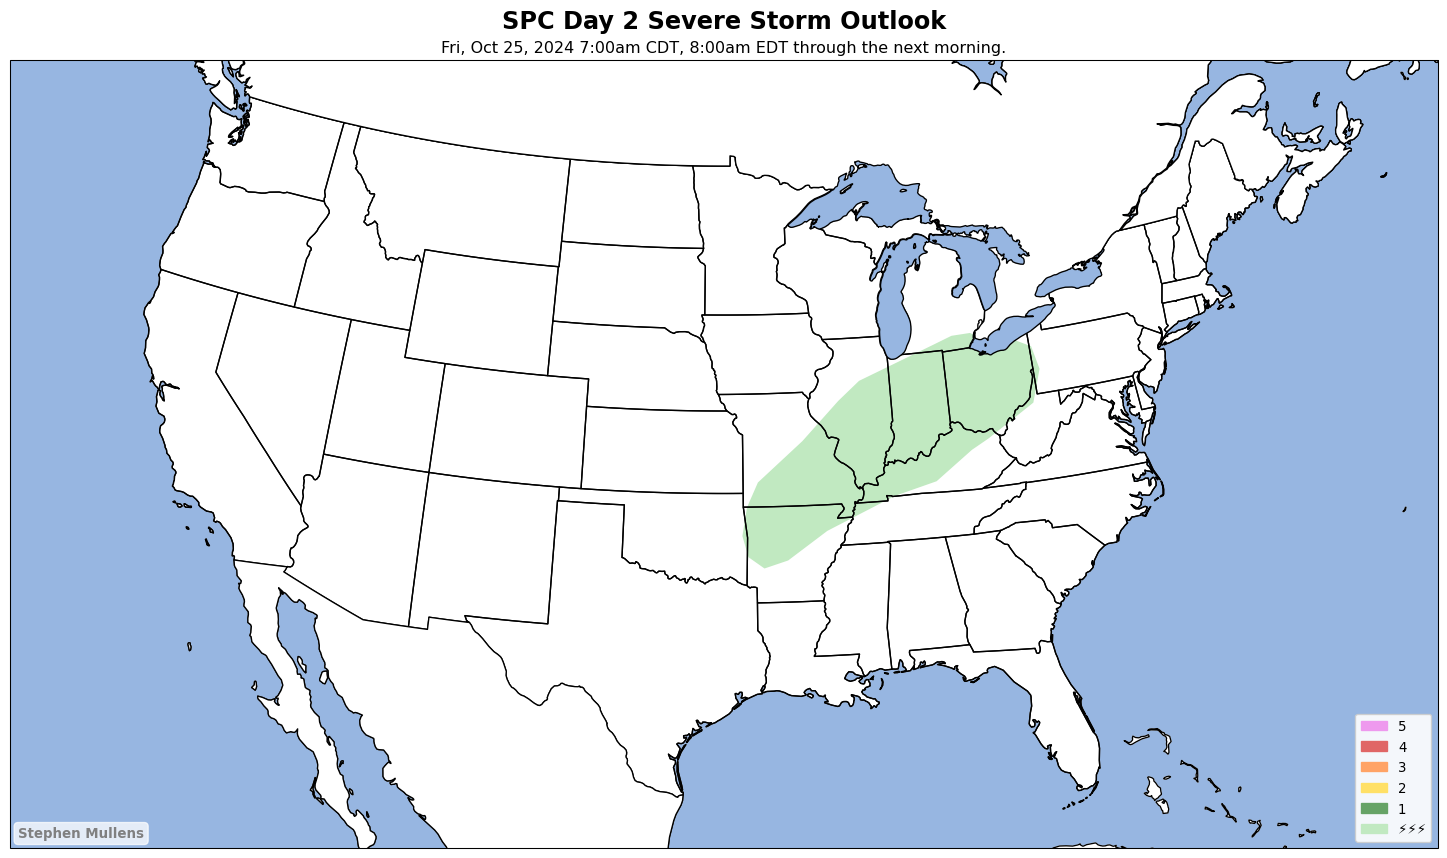 SPC Day 2 Severe Storm Outlook
Fri, Oct 25, 2024 7:00am CDT, 8:00am EDT through the next morning.
5
4
3
2
1
⚡⚡⚡
Stephen Mullens